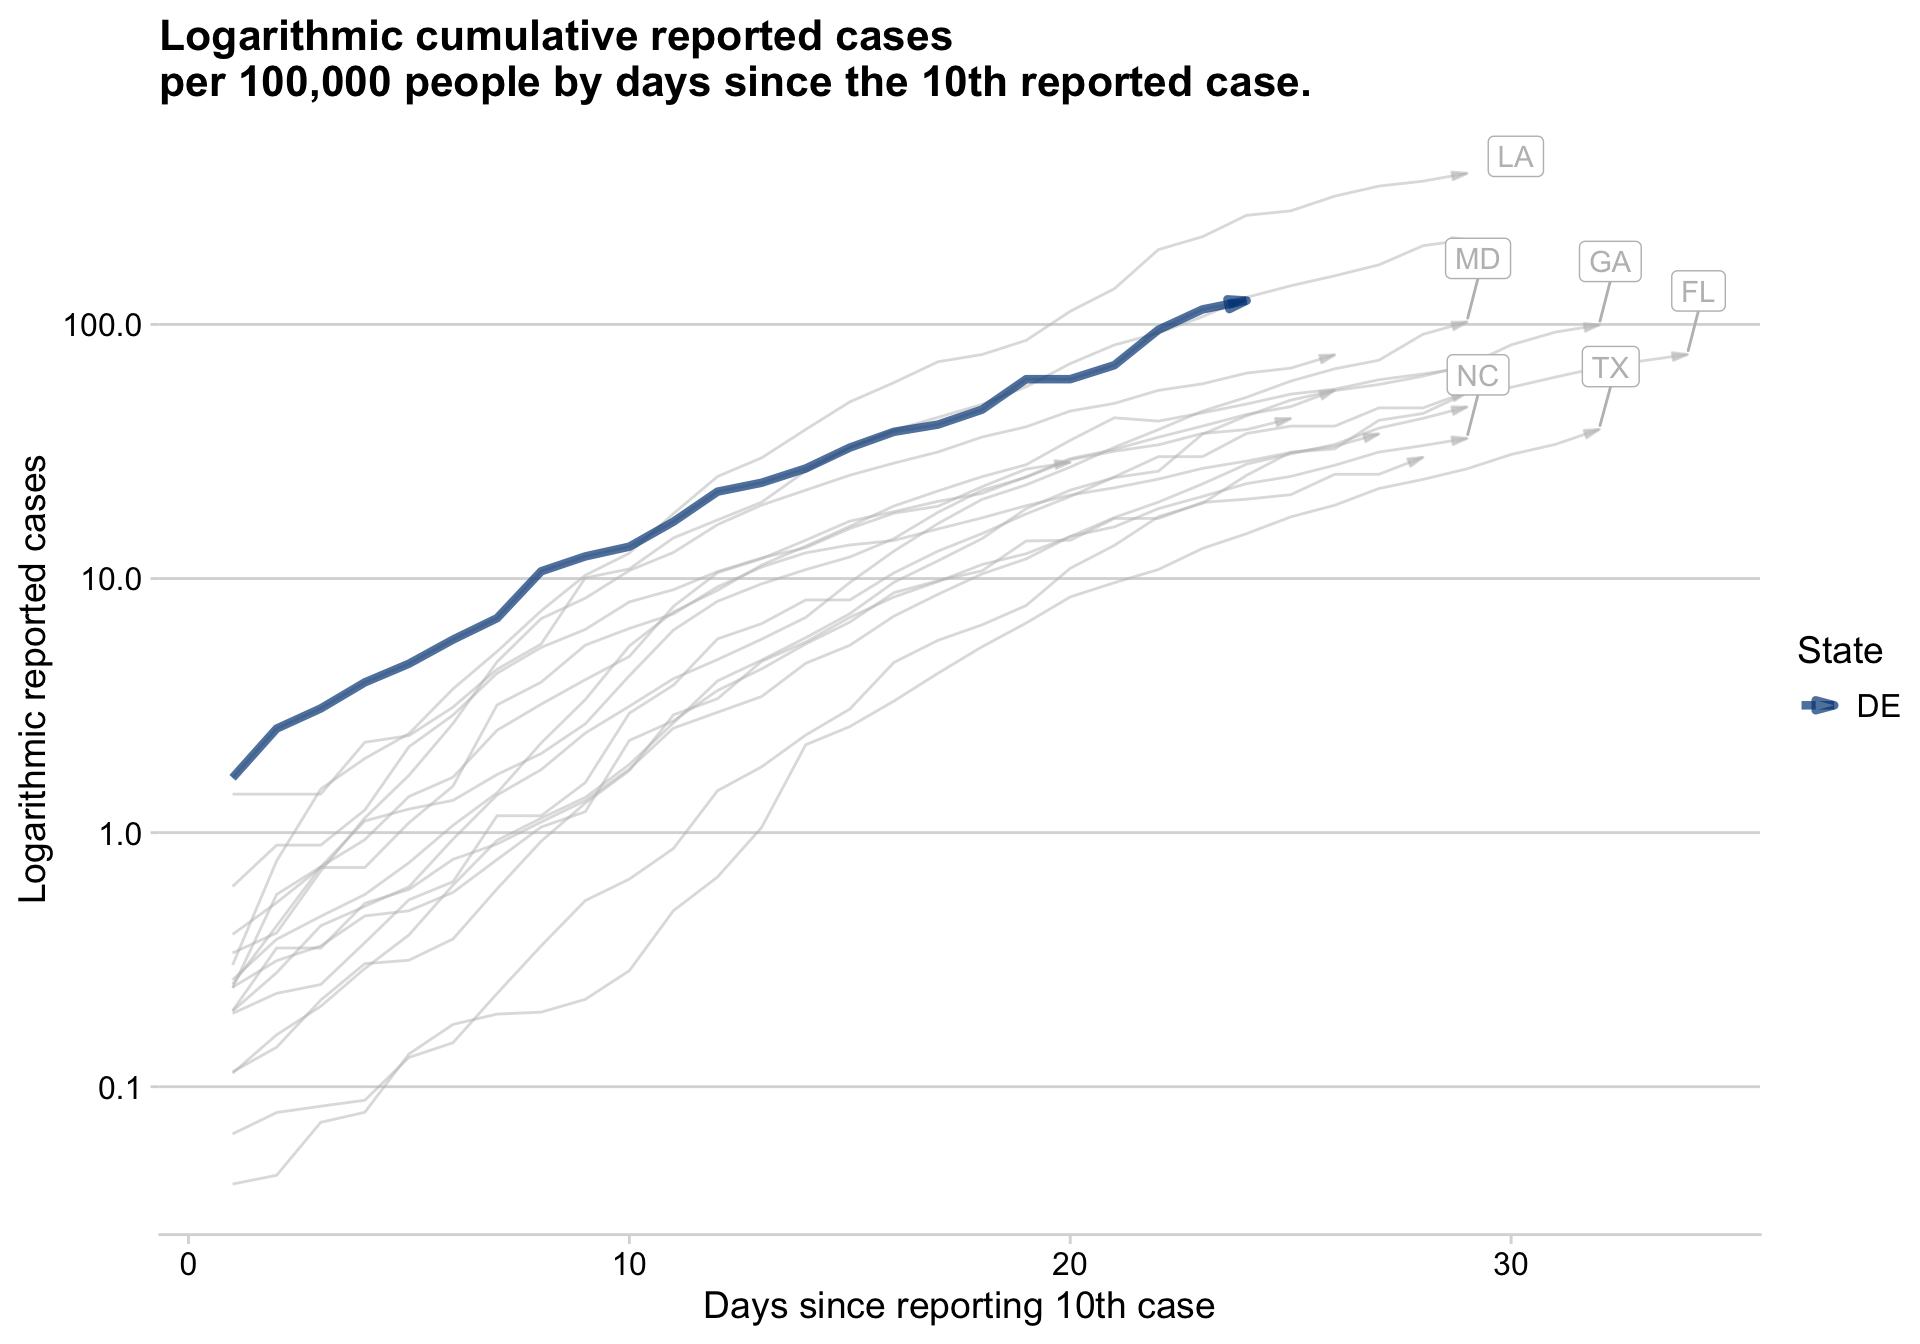 Logarithmic cumulative reported cases
per 100,000 people by days since the 10th reported case.
LA
MD
GA
FL
NC
TX
100.0
10.0
1.0
0.1
Logarithmic reported cases
State
DE
0
10
20
30
Days since reporting 10th case